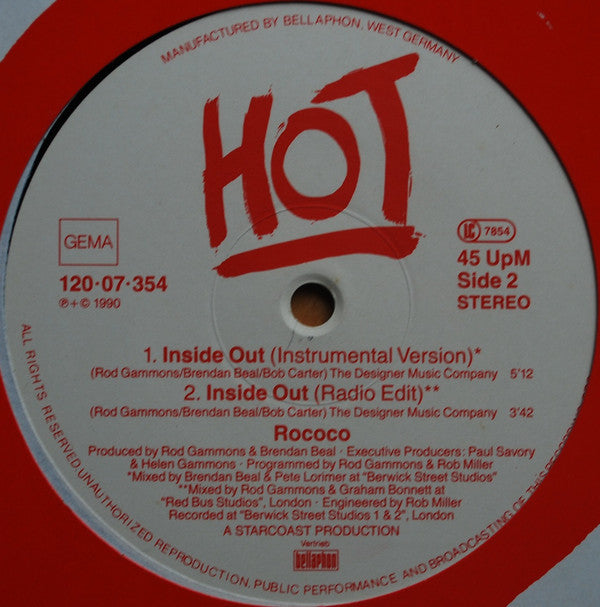 MANUFACTURED BY BELLAPHON, WEST GERMANY
HOT
GEMA
LC 7854
120·07·354
45 UpM
℗+© 1990
Side 2
STEREO
1. Inside Out (Instrumental Version)*
(Rod Gammons/Brendan Beal/Bob Carter) The Designer Music Company 5'12
2. Inside Out (Radio Edit)**
(Rod Gammons/Brendan Beal/Bob Carter) The Designer Music Company 3'42
Rococo
Produced by Rod Gammons & Brendan Beal · Executive Producers: Paul Savory
& Helen Gammons · Programmed by Rod Gammons & Rob Miller
*Mixed by Brendan Beal & Pete Lorimer at "Berwick Street Studios"
**Mixed by Rod Gammons & Graham Bonnett at
"Red Bus Studios", London · Engineered by Rob Miller
Recorded at "Berwick Street Studios 1 & 2", London
A STARCOAST PRODUCTION
Vertrieb
bellaphon
ALL RIGHTS RESERVED. UNAUTHORIZED REPRODUCTION, PUBLIC PERFORMANCE AND BROADCASTING OF THIS